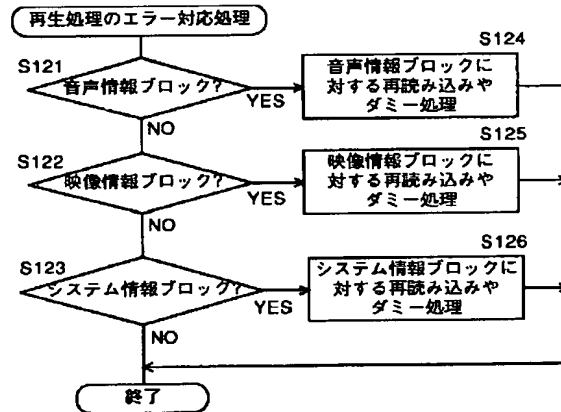 再生処理のエラー対応処理
S121
音声情報ブロック?
YES
NO
S124
音声情報ブロックに
対する再読み込みや
ダミー処理
S122
映像情報ブロック?
YES
NO
S125
映像情報ブロックに
対する再読み込みや
ダミー処理
S123
システム情報ブロック?
YES
NO
S126
システム情報ブロックに
対する再読み込みや
ダミー処理
終了